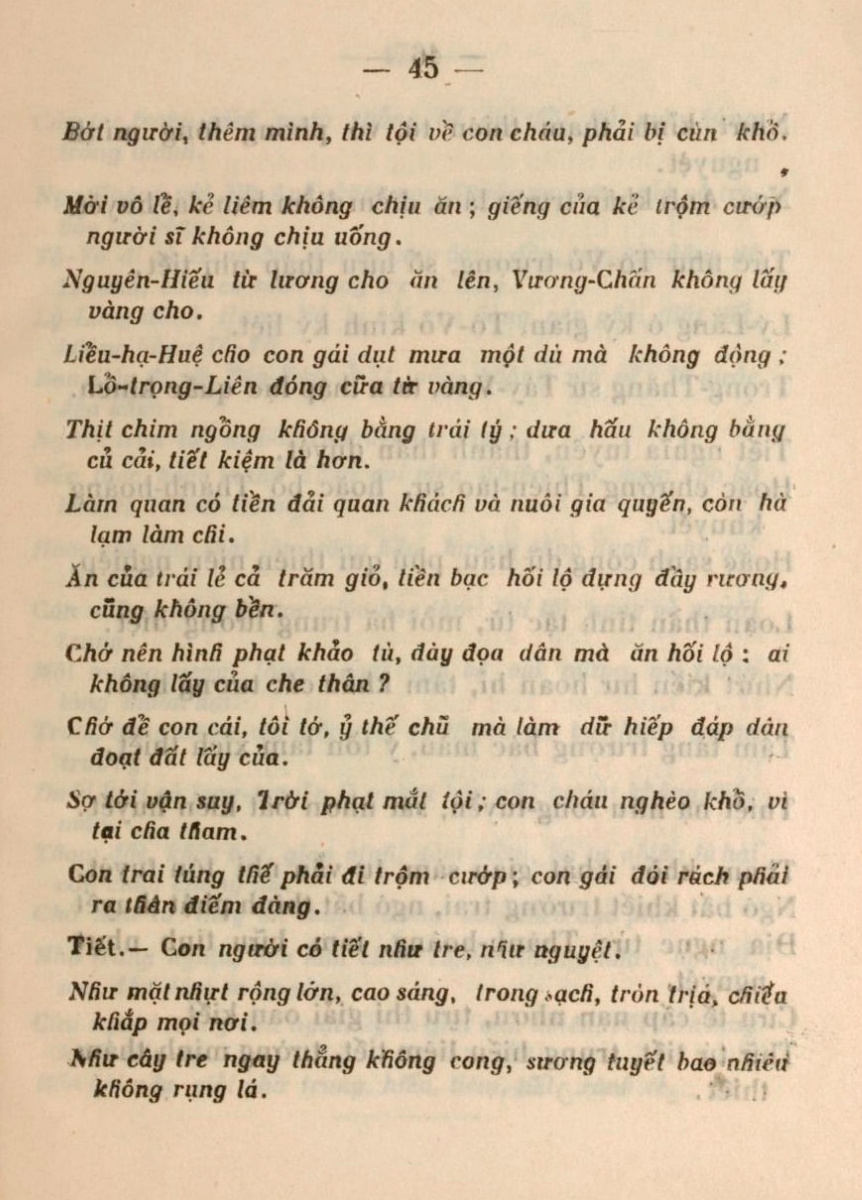 — 45 —
Bớt người, thêm mình, thì tội về con cháu, phải bị cùn khổ.
Mời vô lễ, kẻ liêm không chịu ăn ; giếng của kẻ trộm cướp
người sĩ không chịu uống.
Nguyên-Hiếu từ lương cho ăn lên, Vương-Chấn không lấy
vàng cho.
Liễu-hạ-Huệ cho con gái dụt mưa một dù mà không động ;
Lỗ-trọng-Liên đóng cữa từ vàng.
Thịt chim ngỗng không bằng trái lý ; dưa hấu không bằng
củ cải, tiết kiệm là hơn.
Làm quan có tiền đải quan khách và nuôi gia quyến, còn hà
lạm làm chi.
Ăn của trái lẻ cả trăm giỏ, tiền bạc hối lộ đựng đầy rương,
cũng không bền.
Chớ nên hình phạt khảo tù, đày đọa dân mà ăn hối lộ : ai
không lấy của che thân ?
Chớ để con cái, tôi tớ, ỷ thế chũ mà làm dữ hiếp đáp dân
đoạt đất lấy của.
Sợ tới vận suy, Trời phạt mắt tội ; con cháu nghèo khổ, vì
tại cha tham.
Con trai túng thế phải đi trộm cướp ; con gái đói rách phải
ra thân điếm đàng.
Tiết.— Con người có tiết như tre, như nguyệt.
Như mặt nhựt rộng lớn, cao sáng, trong sạch, tròn trịa, chiếu
khắp mọi nơi.
Như cây tre ngay thẳng không cong, sương tuyết bao nhiêu
không rụng lá.